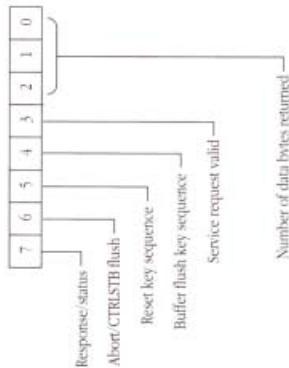 7 6 5 4 3 2 1 0
Response/status
Abort/CTRLSTB flush
Reset key sequence
Buffer flush key sequence
Service request valid
Number of data bytes returned